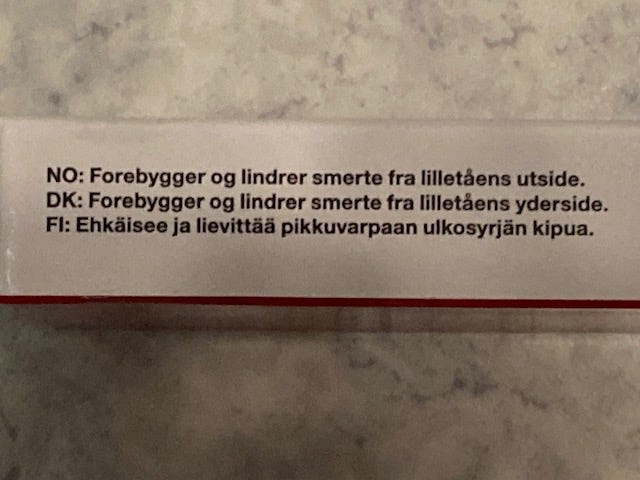 NO: Forebygger og lindrer smerte fra lilletåens utside.
DK: Forebygger og lindrer smerte fra lilletåens yderside.
FI: Ehkäisee ja lievittää pikkuvarpaan ulkosyrjän kipua.